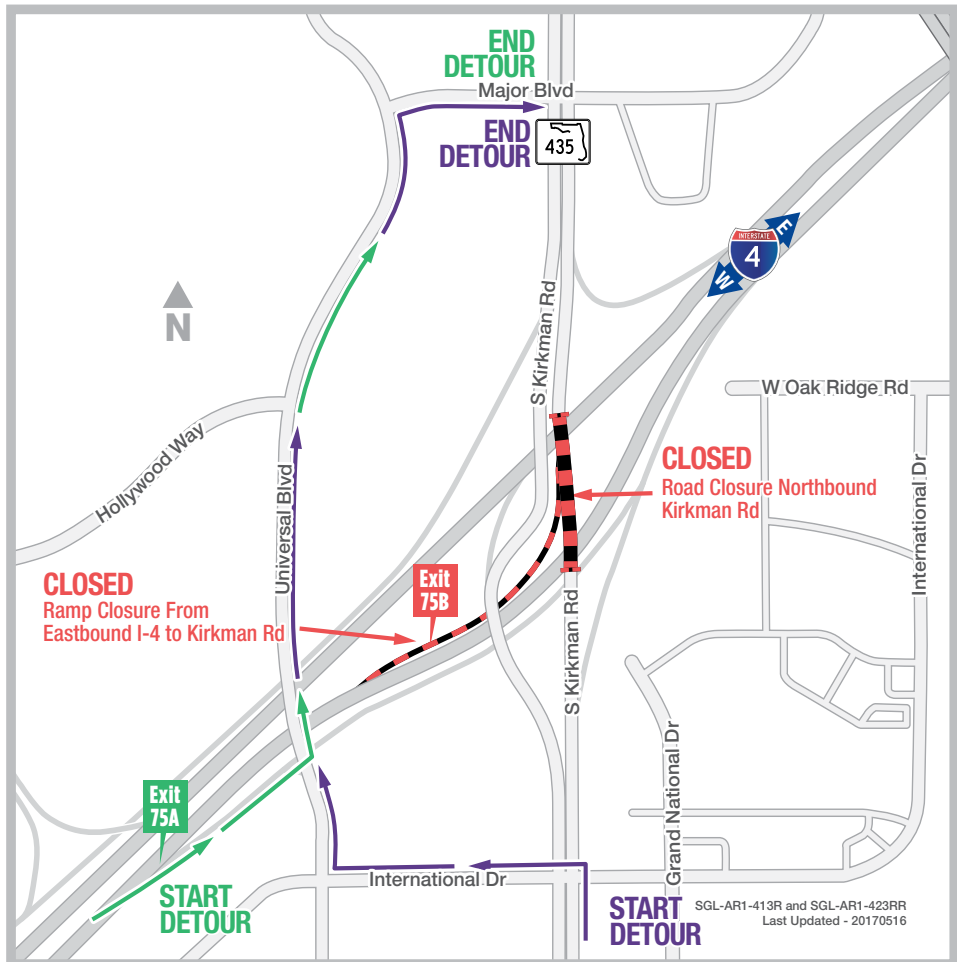 END
DETOUR
Major Blvd
END
DETOUR
435
INTERSTATE
4
E
W
N
S Kirkman Rd
W Oak Ridge Rd
Hollywood Way
Universal Blvd
CLOSED
Road Closure Northbound
Kirkman Rd
International Dr
CLOSED
Ramp Closure From
Eastbound I-4 to Kirkman Rd
Exit
75B
S Kirkman Rd
Grand National Dr
Exit
75A
START
DETOUR
International Dr
START
DETOUR
SGL-AR1-413R and SGL-AR1-423RR
Last Updated - 20170516